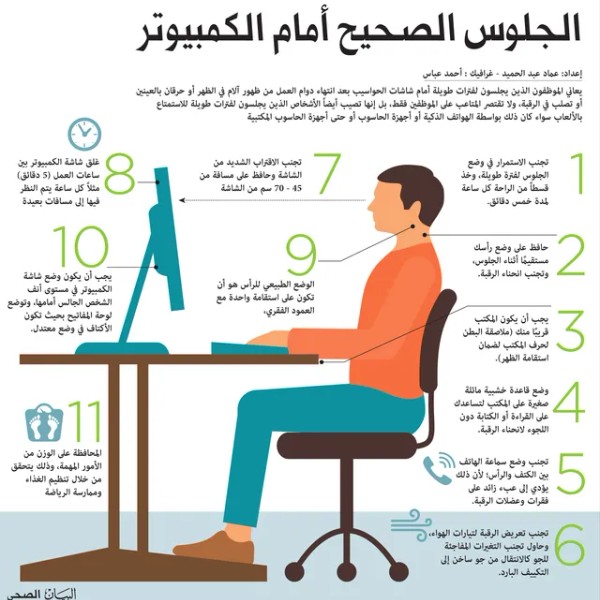 الجلوس الصحيح أمام الكمبيوتر
إعداد: عماد عبد الحميد - غرافيك : أحمد عباس
يعاني الموظفون الذين يجلسون لفترات طويلة أمام شاشات الحواسيب بعد انتهاء دوام العمل من ظهور آلام في الظهر أو حرقان بالعينين
أو تصلب في الرقبة، ولا تقتصر المتاعب على الموظفين فقط، بل إنها تصيب أيضاً الأشخاص الذين يجلسون لفترات طويلة للاستمتاع
بالألعاب سواء كان ذلك بواسطة الهواتف الذكية أو أجهزة الحاسوب أو حتى أجهزة الحاسوب المكتبية
1
تجنب الاستمرار في وضع
الجلوس لفترة طويلة، وخذ
قسطاً من الراحة كل ساعة
لمدة خمس دقائق.
2
حافظ على وضع رأسك
مستقيمًا أثناء الجلوس،
وتجنب انحناء الرقبة.
3
يجب أن يكون المكتب
قريبًا منك (ملاصقة البطن
لحرف المكتب لضمان
استقامة الظهر).
4
وضع قاعدة خشبية مائلة
صغيرة على المكتب لتساعدك
على القراءة أو الكتابة دون
اللجوء لانحناء الرقبة.
5
تجنب وضع سماعة الهاتف
بين الكتف والرأس؛ لأن ذلك
يؤدي إلى عبء زائد على
فقرات وعضلات الرقبة.
6
تجنب تعريض الرقبة لتيارات الهواء،
وحاول تجنب التغيرات المفاجئة
للجو كالانتقال من جو ساخن إلى
التكييف البارد.
7
تجنب الاقتراب الشديد من
الشاشة وحافظ على مسافة من
45 - 70 سم من الشاشة
8
غلق شاشة الكمبيوتر بين
ساعات العمل (5 دقائق)
مثلاً كل ساعة يتم النظر
فيها إلى مسافات بعيدة
9
الوضع الطبيعي للرأس هو أن
تكون على استقامة واحدة مع
العمود الفقري.
10
يجب أن يكون وضع شاشة
الكمبيوتر في مستوى أنف
الشخص الجالس أمامها، وتوضع
لوحة المفاتيح بحيث تكون
الأكتاف في وضع معتدل.
11
المحافظة على الوزن من
الأمور المهمة، وذلك يتحقق
من خلال تنظيم الغذاء
وممارسة الرياضة
البيان الصحي